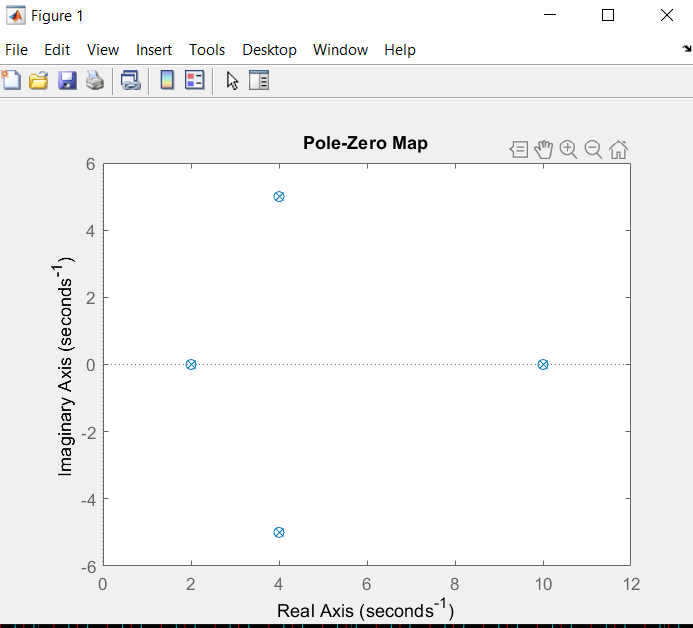 Figure 1
File Edit View Insert Tools Desktop Window Help
Pole-Zero Map
6
4
2
0
-2
-4
-6
Imaginary Axis (seconds⁻¹)
0 2 4 6 8 10 12
Real Axis (seconds⁻¹)